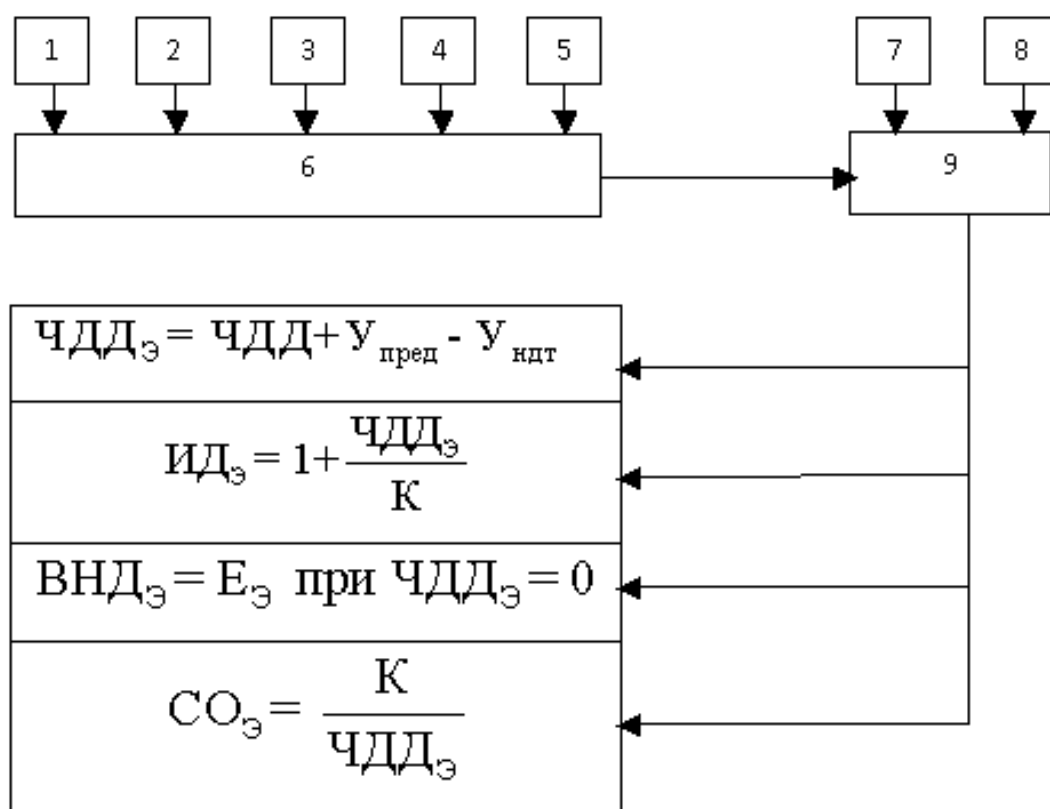 1 2 3 4 5 7 8
6 9
ЧДДэ = ЧДД+ Упред -Ундт
ИДэ = 1+ ЧДДэ
К
ВНДэ = Еэ при ЧДДэ = 0
СОэ = К
ЧДДэ